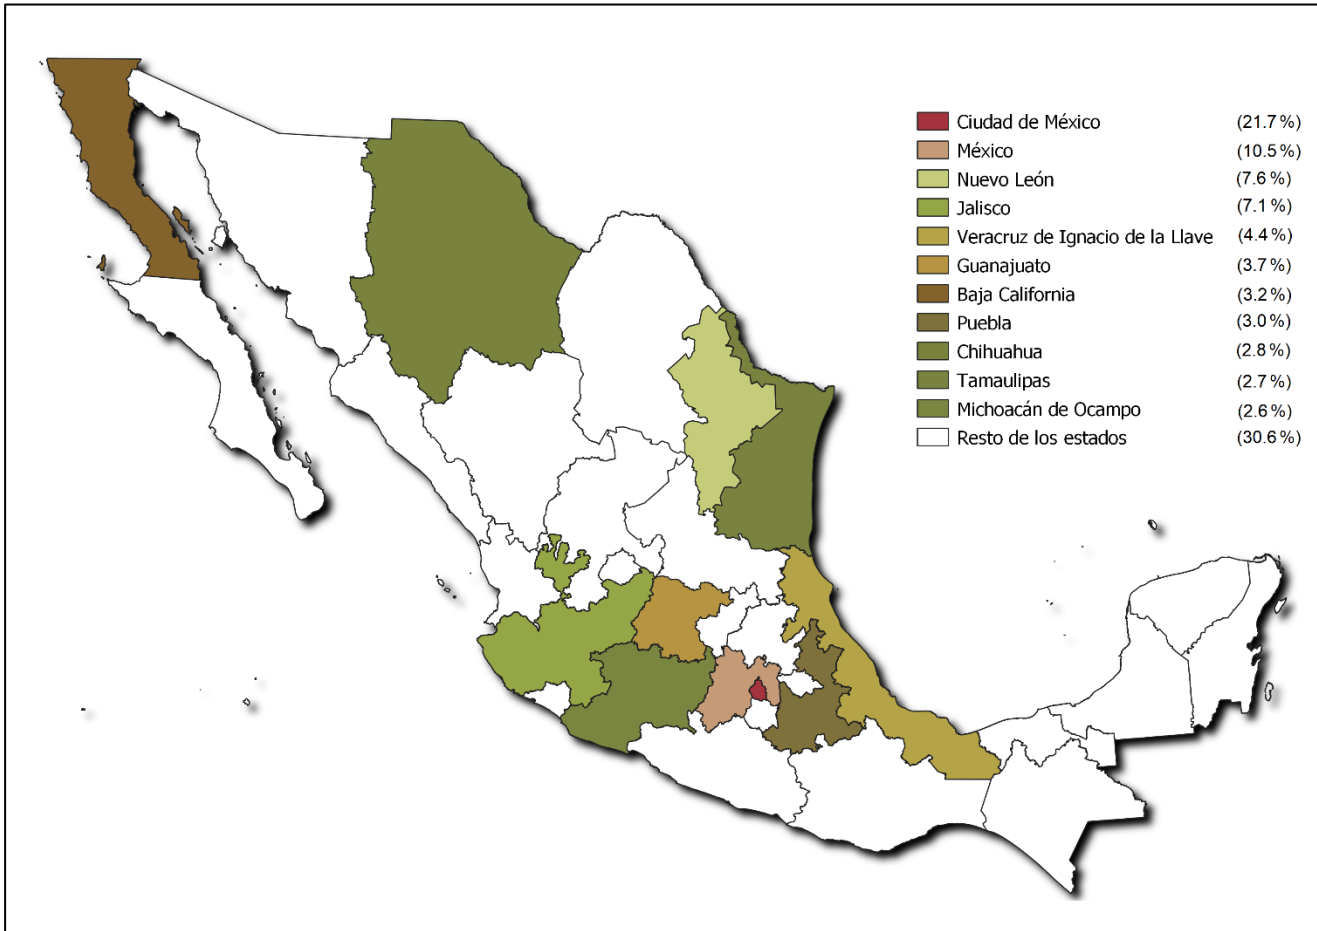 Ciudad de México (21.7 %)
México (10.5 %)
Nuevo León (7.6 %)
Jalisco (7.1 %)
Veracruz de Ignacio de la Llave (4.4 %)
Guanajuato (3.7 %)
Baja California (3.2 %)
Puebla (3.0 %)
Chihuahua (2.8 %)
Tamaulipas (2.7 %)
Michoacán de Ocampo (2.6 %)
Resto de los estados (30.6 %)